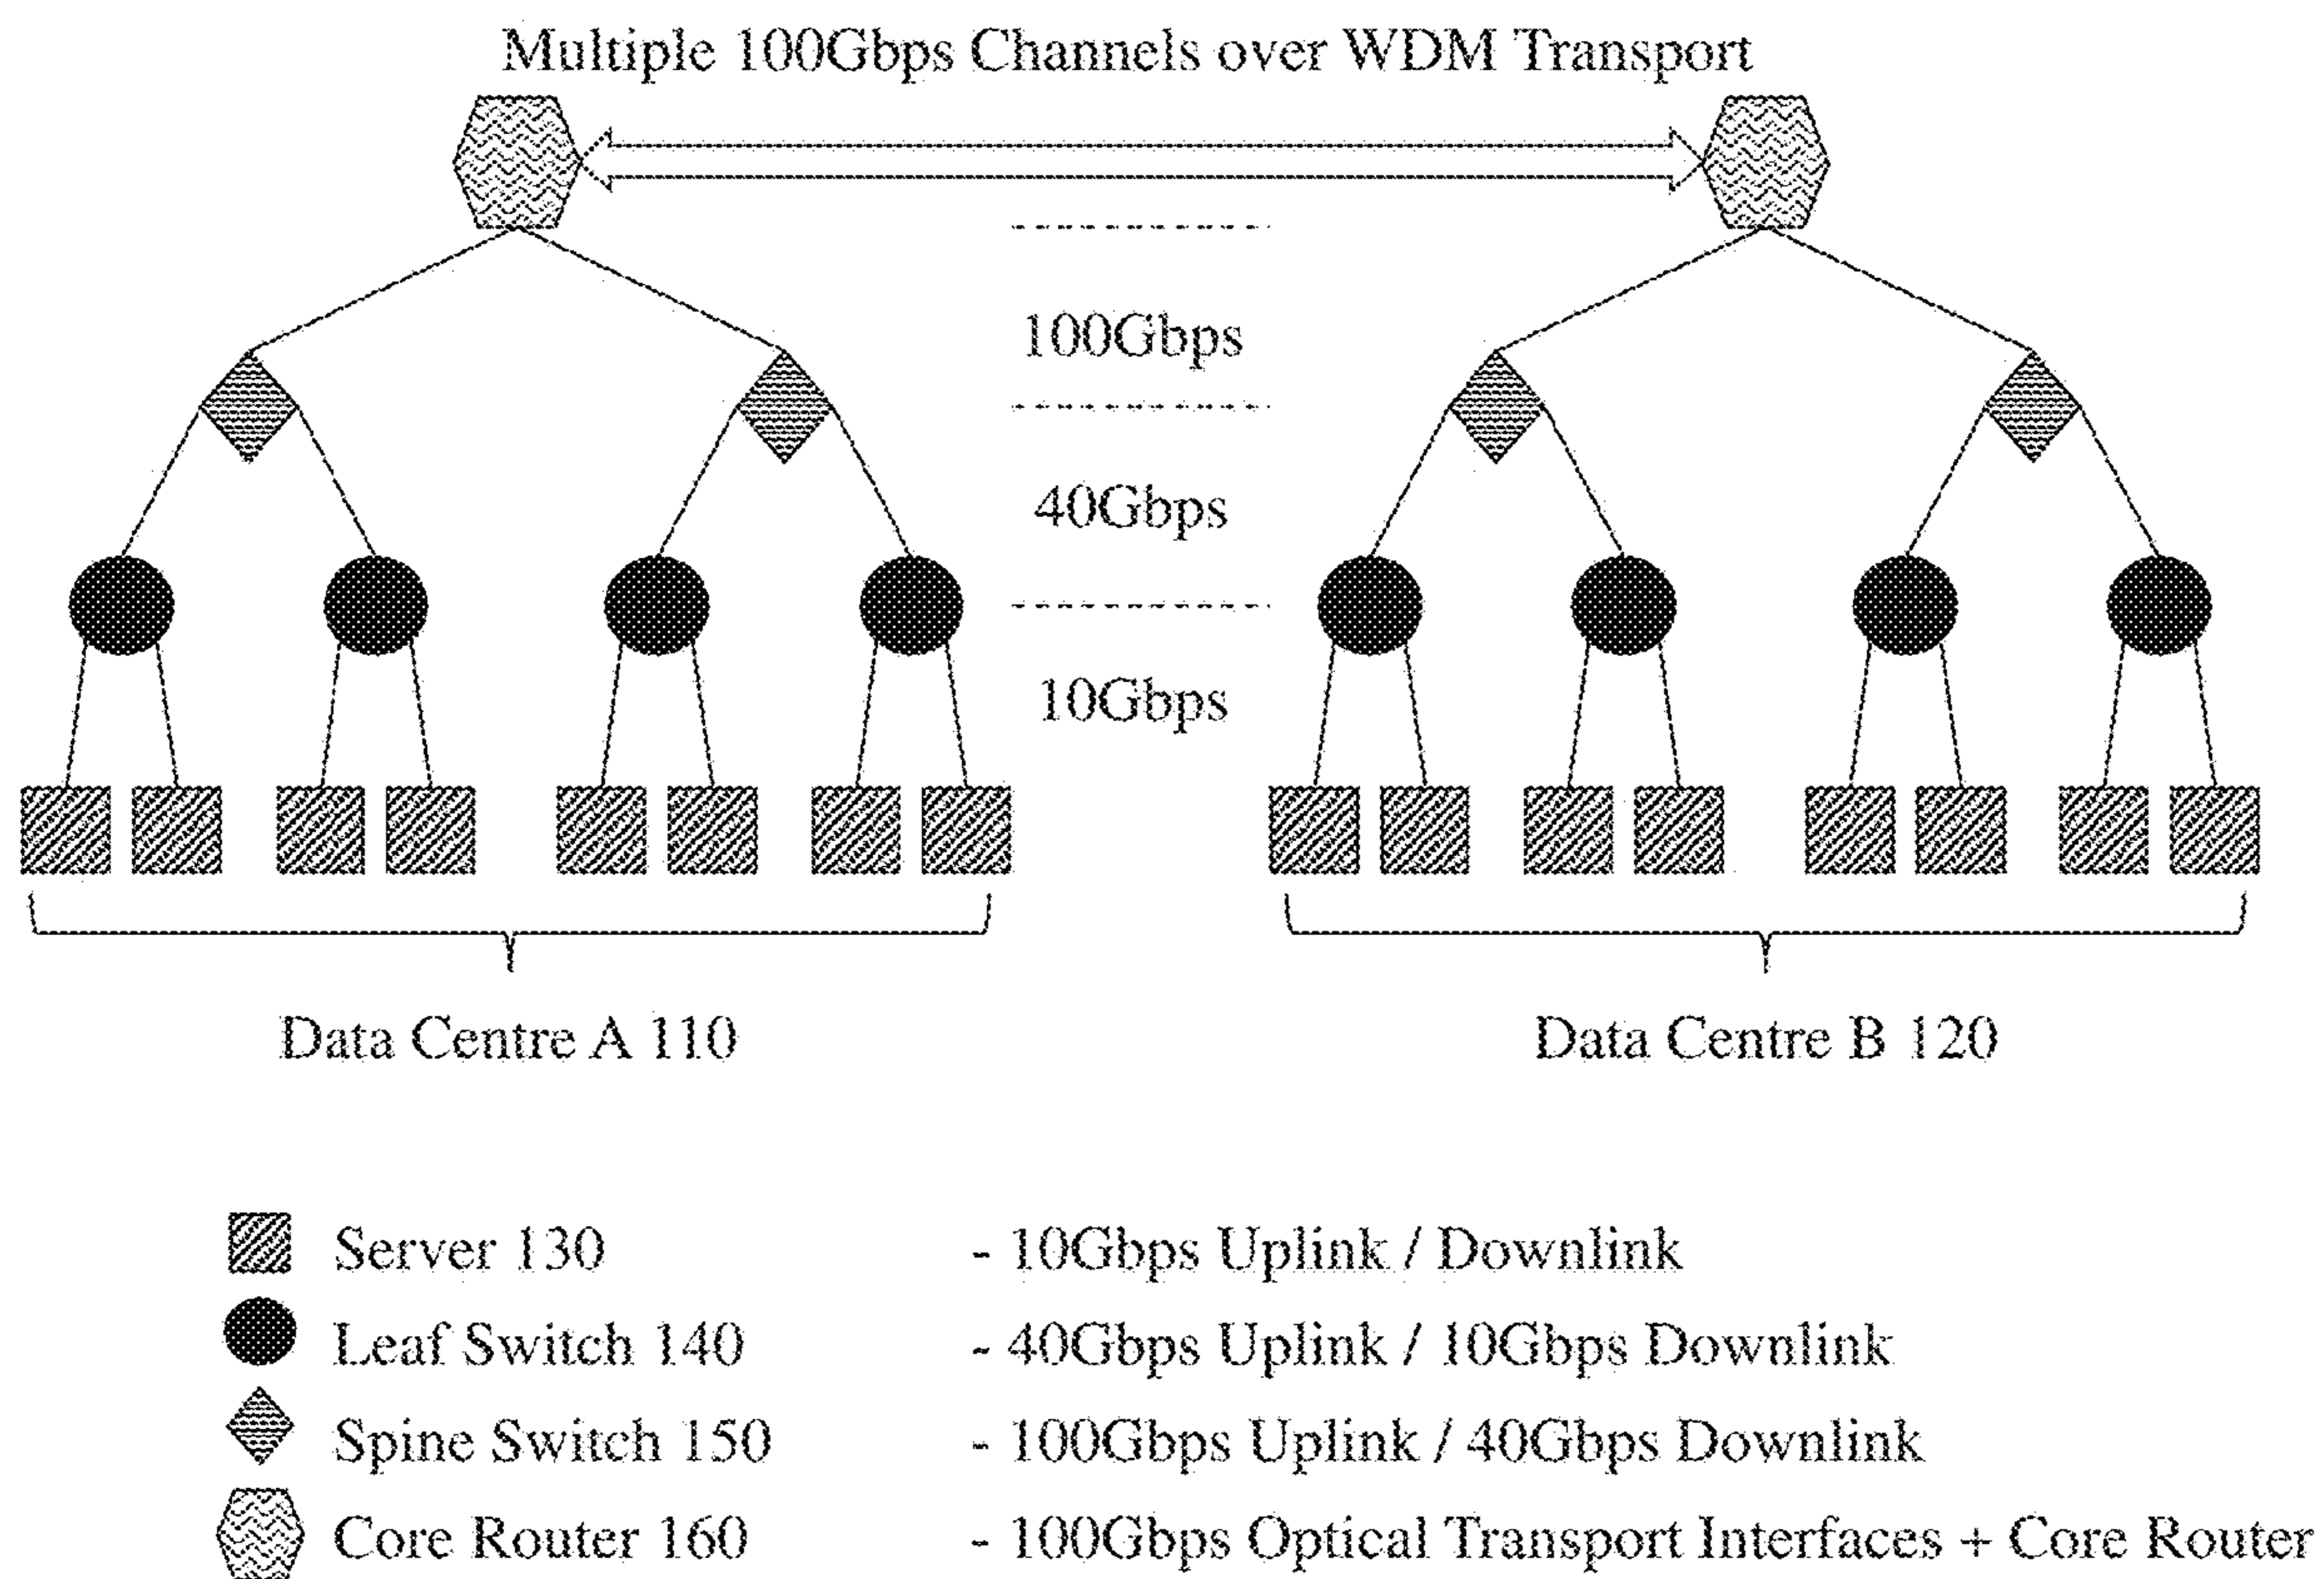 Multiple 100Gbps Channels over WDM Transport
100Gbps
40Gbps
10Gbps
Data Centre A 110
Data Centre B 120
Server 130 - 10Gbps Uplink / Downlink
Leaf Switch 140 - 40Gbps Uplink / 10Gbps Downlink
Spine Switch 150 - 100Gbps Uplink / 40Gbps Downlink
Core Router 160 - 100Gbps Optical Transport Interfaces + Core Router